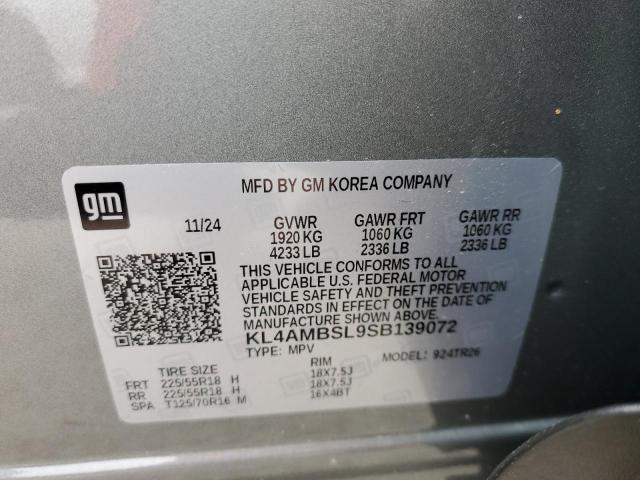 gm
MFD BY GM KOREA COMPANY
11/24 GVWR GAWR FRT GAWR RR
1920 KG 1060 KG 1060 KG
4233 LB 2336 LB 2336 LB
THIS VEHICLE CONFORMS TO ALL
APPLICABLE U.S. FEDERAL MOTOR
VEHICLE SAFETY AND THEFT PREVENTION
STANDARDS IN EFFECT ON THE DATE OF
MANUFACTURE SHOWN ABOVE.
KL4AMBSL9SB139072
TYPE: MPV MODEL: 924TR26
TIRE SIZE RIM
FRT 225/55R18 H 18X7.5J
RR 225/55R18 H 18X7.5J
SPA T125/70R16 M 16X4BT